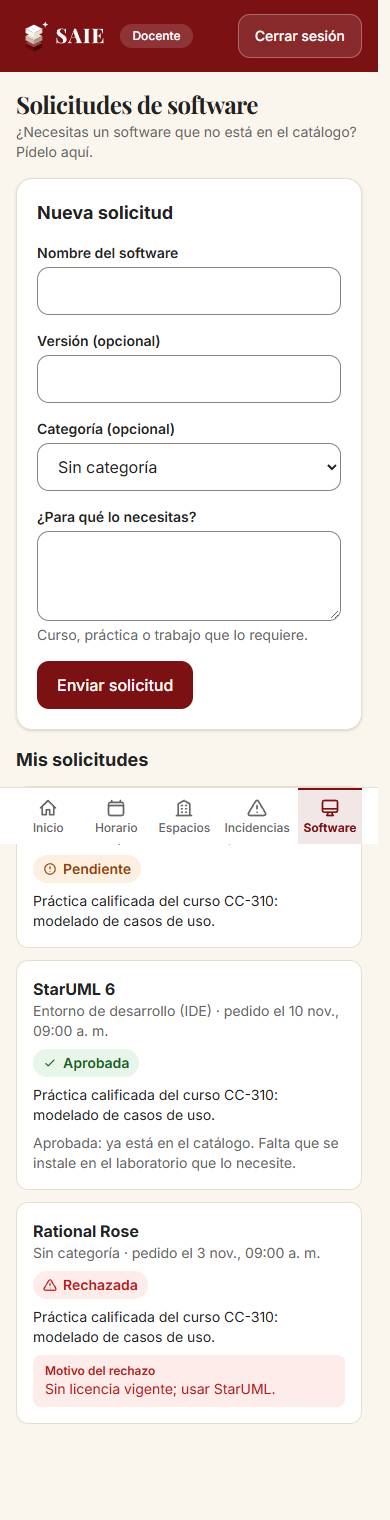 SAIE
Docente
Cerrar sesión
Solicitudes de software
¿Necesitas un software que no está en el catálogo?
Pídelo aquí.
Nueva solicitud
Nombre del software
Versión (opcional)
Categoría (opcional)
Sin categoría
¿Para qué lo necesitas?
Curso, práctica o trabajo que lo requiere.
Enviar solicitud
Mis solicitudes
Inicio
Horario
Espacios
Incidencias
Software
Pendiente
Práctica calificada del curso CC-310:
modelado de casos de uso.
StarUML 6
Entorno de desarrollo (IDE) · pedido el 10 nov.,
09:00 a. m.
Aprobada
Práctica calificada del curso CC-310:
modelado de casos de uso.
Aprobada: ya está en el catálogo. Falta que se
instale en el laboratorio que lo necesite.
Rational Rose
Sin categoría · pedido el 3 nov., 09:00 a. m.
Rechazada
Práctica calificada del curso CC-310:
modelado de casos de uso.
Motivo del rechazo
Sin licencia vigente; usar StarUML.